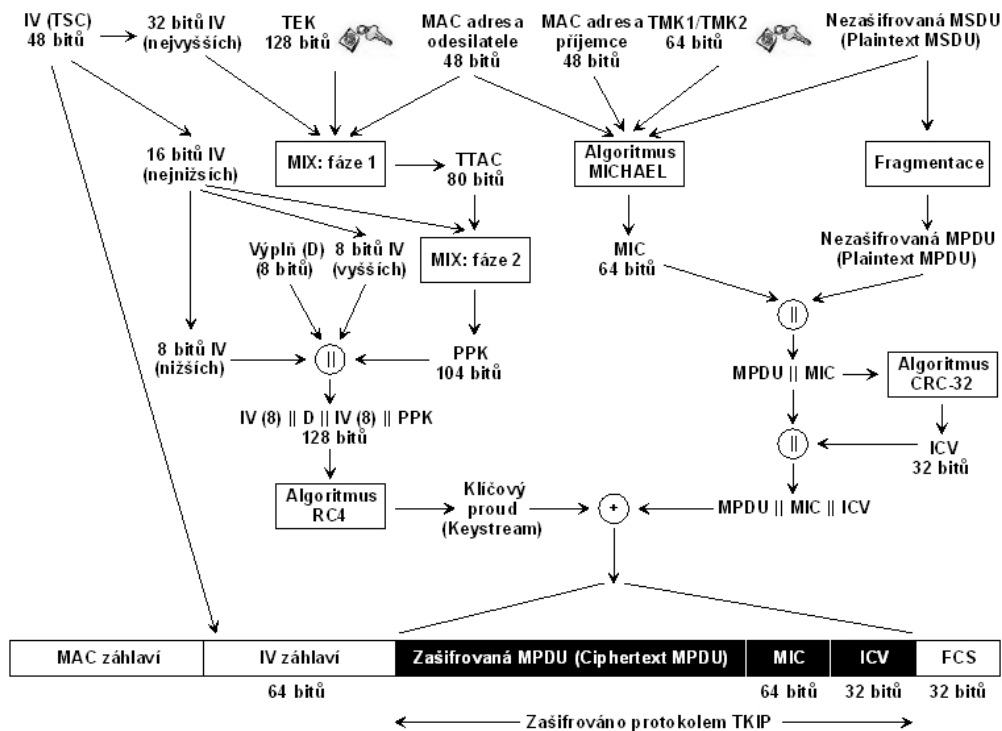 IV (TSC)
48 bitů
32 bitů IV
(nejvyšších)
TEK
128 bitů
MAC adresa
odesilatele
48 bitů
MAC adresa
příjemce
48 bitů
TMK1/TMK2
64 bitů
Nezašifrovaná MSDU
(Plaintext MSDU)
16 bitů IV
(nejnižsích)
MIX: fáze 1
TTAC
80 bitů
Algoritmus
MICHAEL
Fragmentace
Výplň (D)
(8 bitů)
8 bitů IV
(vyšších)
MIX: fáze 2
MIC
64 bitů
Nezašifrovaná MPDU
(Plaintext MPDU)
||
8 bitů IV
(nižších)
||
PPK
104 bitů
MPDU || MIC
Algoritmus
CRC-32
IV (8) || D || IV (8) || PPK
128 bitů
||
ICV
32 bitů
Algoritmus
RC4
Klíčový
proud
(Keystream)
+
MPDU || MIC || ICV
MAC záhlaví
IV záhlaví
Zašifrovaná MPDU (Ciphertext MPDU)
MIC
ICV
FCS
64 bitů
64 bitů
32 bitů
32 bitů
Zašifrováno protokolem TKIP